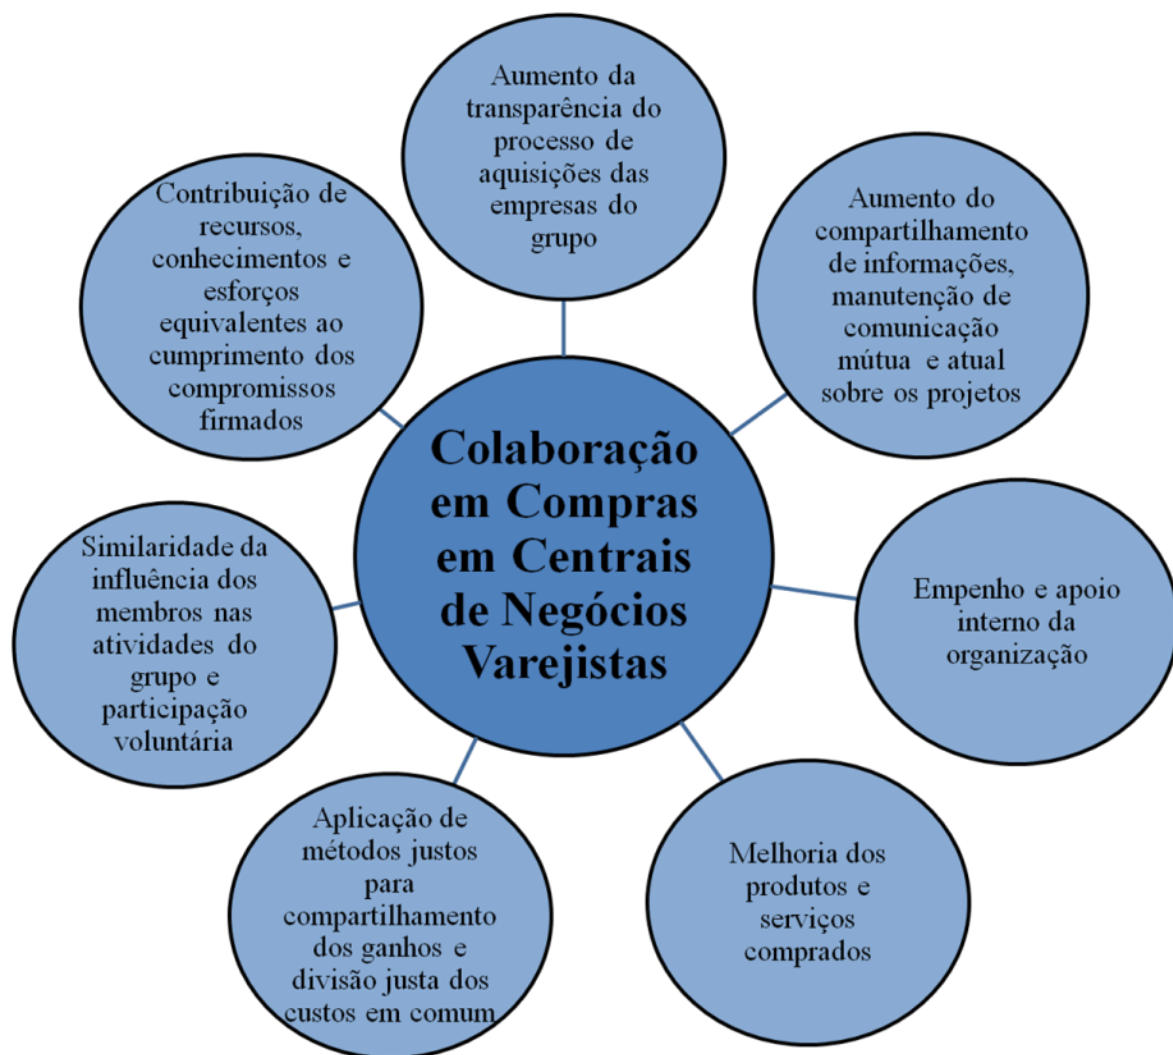 Aumento da
transparência do
processo de
aquisições das
empresas do
grupo
Aumento do
compartilhamento
de informações,
manutenção de
comunicação
mútua e atual
sobre os projetos
Empenho e apoio
interno da
organização
Melhoria dos
produtos e
serviços
comprados
Aplicação de
métodos justos
para
compartilhamento
dos ganhos e
divisão justa dos
custos em comum
Similaridade da
influência dos
membros nas
atividades do
grupo e
participação
voluntária
Contribuição de
recursos,
conhecimentos e
esforços
equivalentes ao
cumprimento dos
compromissos
firmados
Colaboração
em Compras
em Centrais
de Negócios
Varejistas